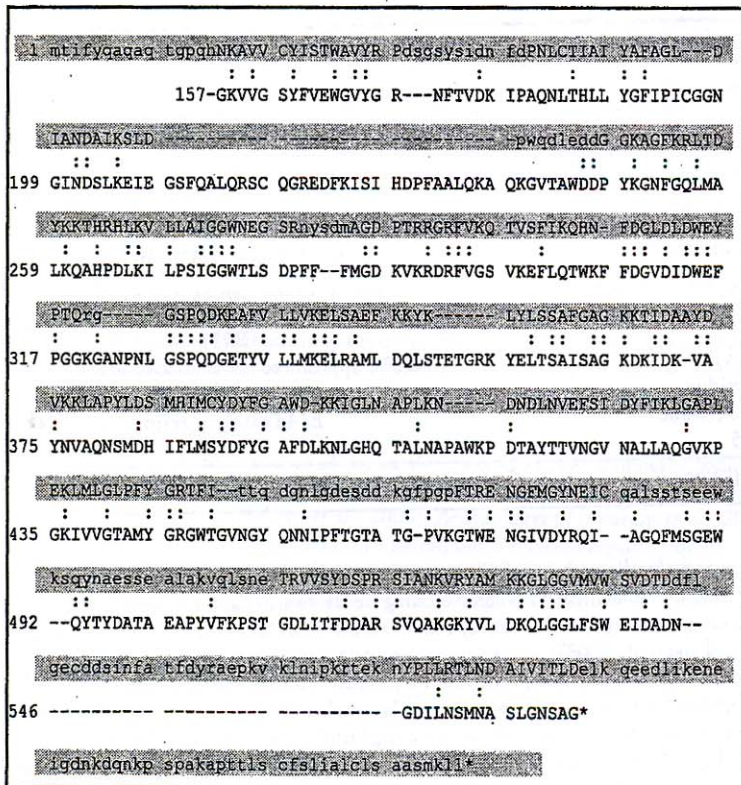 1 mtifyqaqaq tgpqhNKAVV CYISTWAVYR Pdsgsysidn fdPNLCTIAI YAFAGL---D
: : : : :: : : : :
157-GKVVG SYFVEWGVYG R---NFTVDK IPAQNLTHLL YGFIPICGGN
IANDAIKSLD ---------- ---------- ---------- -pwqdleddG GKAGFKRLTD
:: : :: : : :
199 GINDSLKEIE GSFQALQRSC QGREDFKISI HDPFAALQKA QKGVTAWDDP YKGNFGQLMA
YKKTHRHLKV LLAIGGWNEG SRnysdmAGD PTRRGRFVKQ TVSFIKQHN- FDGLDLDWEY
: : :: : : :::: : :: : ::: : ::: :::
259 LKQAHPDLKI LPSIGGWTLS DPFF--FMGD KVKRDRFVGS VKEFLQTWKF FDGVDIDWEF
PTQrg----- GSPQDKEAFV LLVKELSAEF KKYK------ LYLSSAFGAG KKTIDAAYD
: : ::::: : : :: ::: : : :: : : :: :
317 PGGKGANPNL GSPQDGETYV LLMKELRAML DQLSTETGRK YELTSAISAG KDKIDK-VA
VKKLAPYLDS MHIMCYDYFG AWD-KKIGLN APLKN----- DNDLNVEFSI DYFIKLGAPL
: : : :: : : : : : :
375 YNVAQNSMDH IFLMSYDFYG AFDLKNLGHQ TALNAPAWKP DTAYTTVNGV NALLAQGVKP
EKLMLGLPFY GRTFI--ttq dgnlgdesdd kgfpgpFTRE NGFMGYNEIC qalsstseew
: : : : :: : : : : : :: : : : ::
435 GKIVVGTAMY GRGWTGVNGY QNNIPFTGTA TG-PVKGTWE NGIVDYRQI- -AGQFMSGEW
ksqynaesse alakvqlsne TRVVSYDSPR SIANKVRYAM KKGLGGVMVW SVDTDdfl
:: : : : : : : : : ::: : : :
492 --QYTYDATA EAPYVFKPST GDLITFDDAR SVQAKGKYVL DKQLGGLFSW EIDADN--
gecddsinfa tfdyraepkv klnipkrtek nYPLLRTLND AIVITLDelk qeedlikene
: :
546 ---------- ---------- ---------- --GDILNSMNA SLGNSAG*
igdnkdqnkp spakapttls cfslialcls aasmkll*